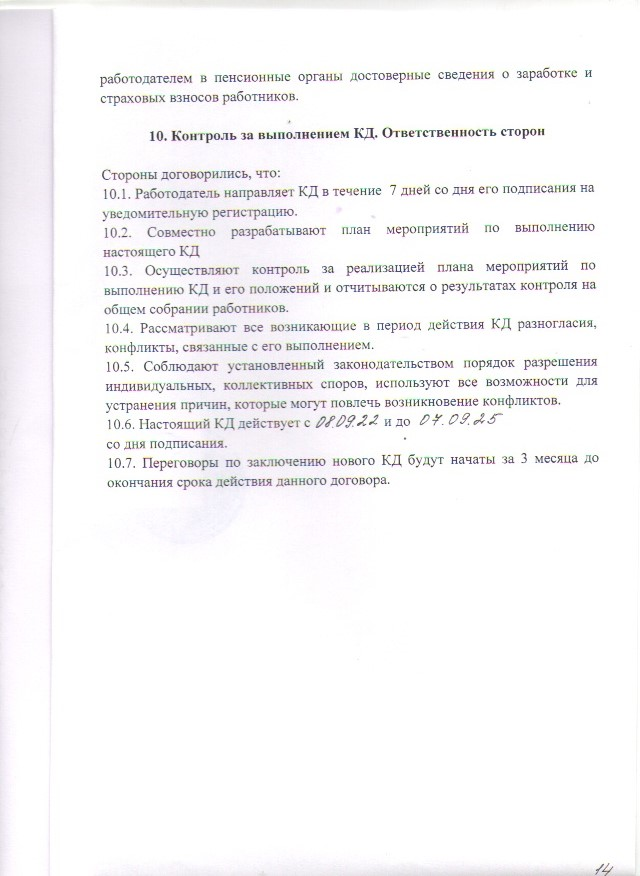 работодателем в пенсионные органы достоверные сведения о заработке и
страховых взносов работников.
10. Контроль за выполнением КД. Ответственность сторон
Стороны договорились, что:
10.1. Работодатель направляет КД в течение 7 дней со дня его подписания на
уведомительную регистрацию.
10.2. Совместно разрабатывают план мероприятий по выполнению
настоящего КД
10.3. Осуществляют контроль за реализацией плана мероприятий по
выполнению КД и его положений и отчитываются о результатах контроля на
общем собрании работников.
10.4. Рассматривают все возникающие в период действия КД разногласия,
конфликты, связанные с его выполнением.
10.5. Соблюдают установленный законодательством порядок разрешения
индивидуальных, коллективных споров, используют все возможности для
устранения причин, которые могут повлечь возникновение конфликтов.
10.6. Настоящий КД действует с 08.09.22 и до 07.09.25
со дня подписания.
10.7. Переговоры по заключению нового КД будут начаты за 3 месяца до
окончания срока действия данного договора.
14